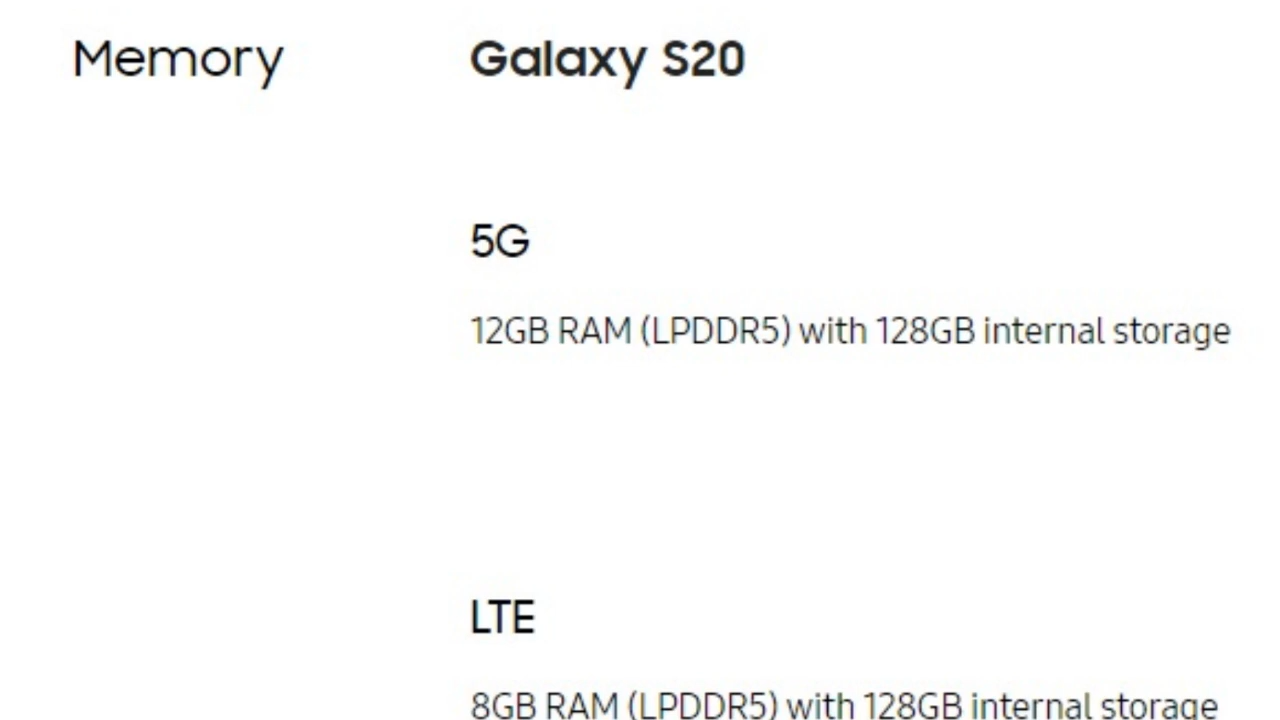 Memory
Galaxy S20
5G
12GB RAM (LPDDR5) with 128GB internal storage
LTE
8GB RAM (LPDDR5) with 128GB internal storage